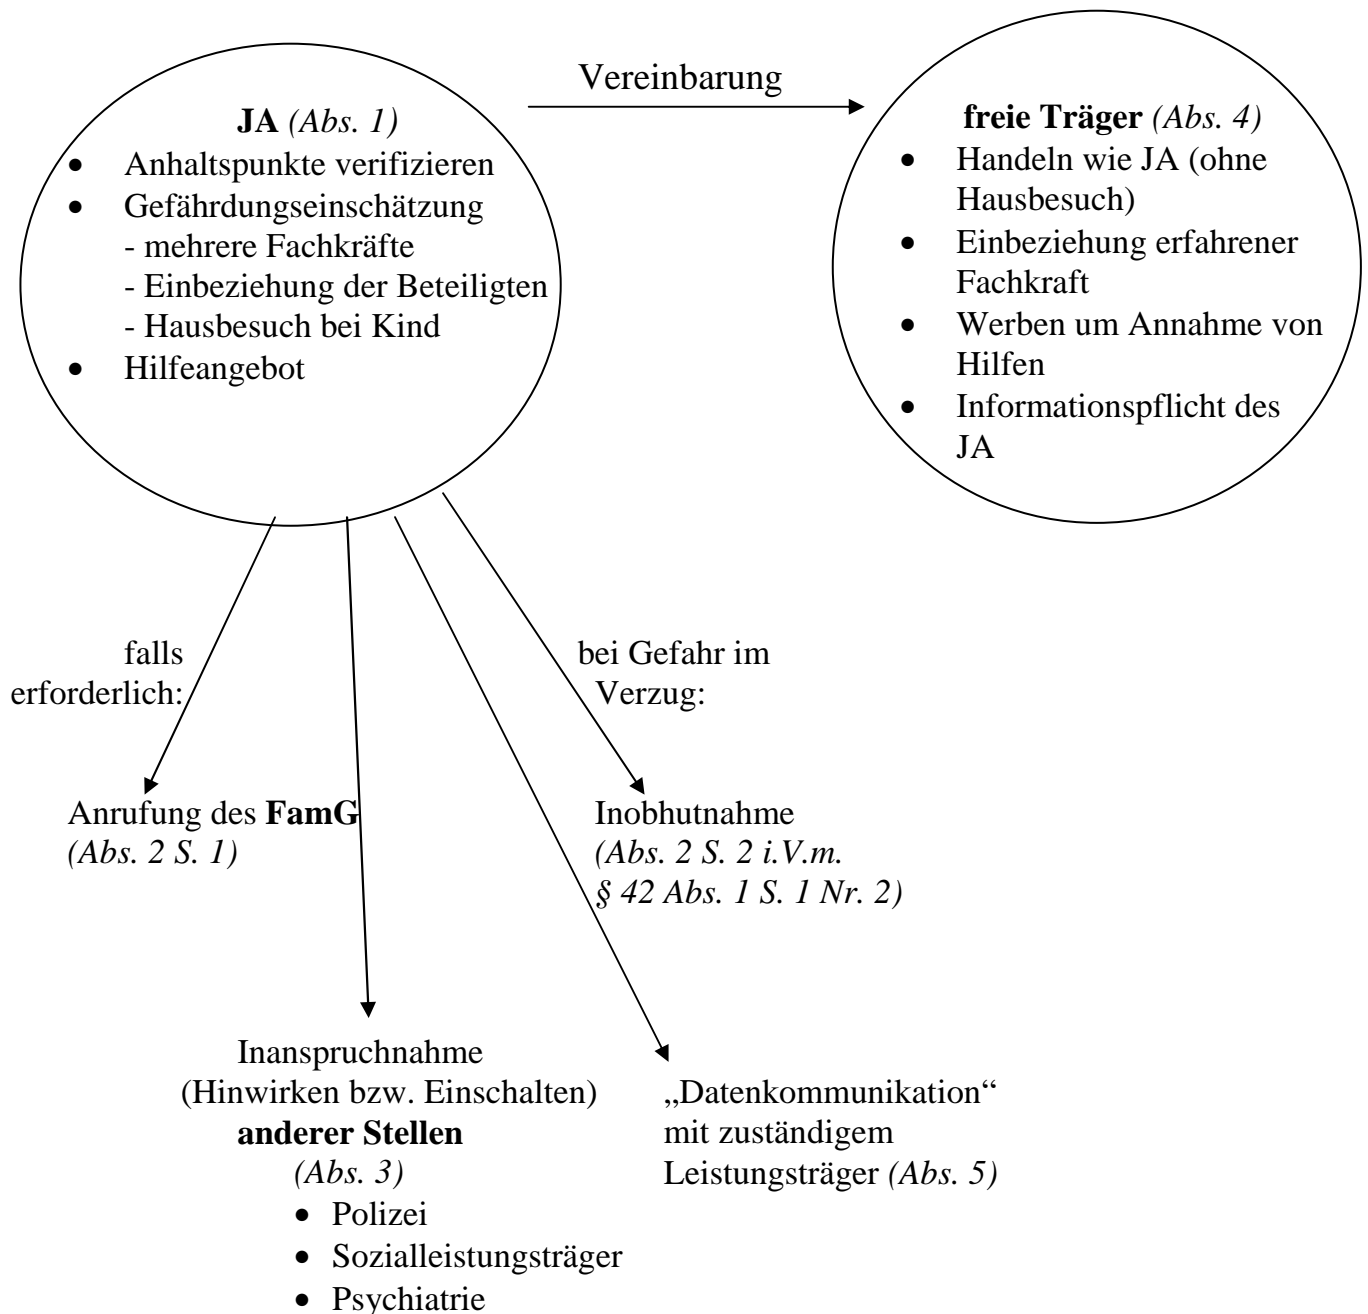 Vereinbarung
JA (Abs. 1)
• Anhaltspunkte verifizieren
• Gefährdungseinschätzung
- mehrere Fachkräfte
- Einbeziehung der Beteiligten
- Hausbesuch bei Kind
• Hilfeangebot
freie Träger (Abs. 4)
• Handeln wie JA (ohne
Hausbesuch)
• Einbeziehung erfahrener
Fachkraft
• Werben um Annahme von
Hilfen
• Informationspflicht des
JA
falls
erforderlich:
bei Gefahr im
Verzug:
Anrufung des FamG
(Abs. 2 S. 1)
Inobhutnahme
(Abs. 2 S. 2 i.V.m.
§ 42 Abs. 1 S. 1 Nr. 2)
Inanspruchnahme
(Hinwirken bzw. Einschalten)
anderer Stellen
(Abs. 3)
• Polizei
• Sozialleistungsträger
• Psychiatrie
„Datenkommunikation“
mit zuständigem
Leistungsträger (Abs. 5)